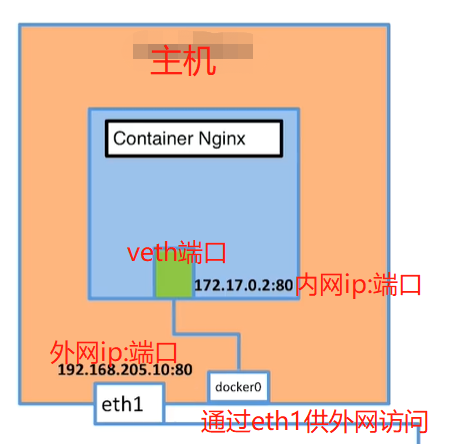 主机
Container Nginx
veth端口
172.17.0.2:80 内网ip:端口
外网ip:端口
192.168.205.10:80
docker0
eth1
通过eth1供外网访问